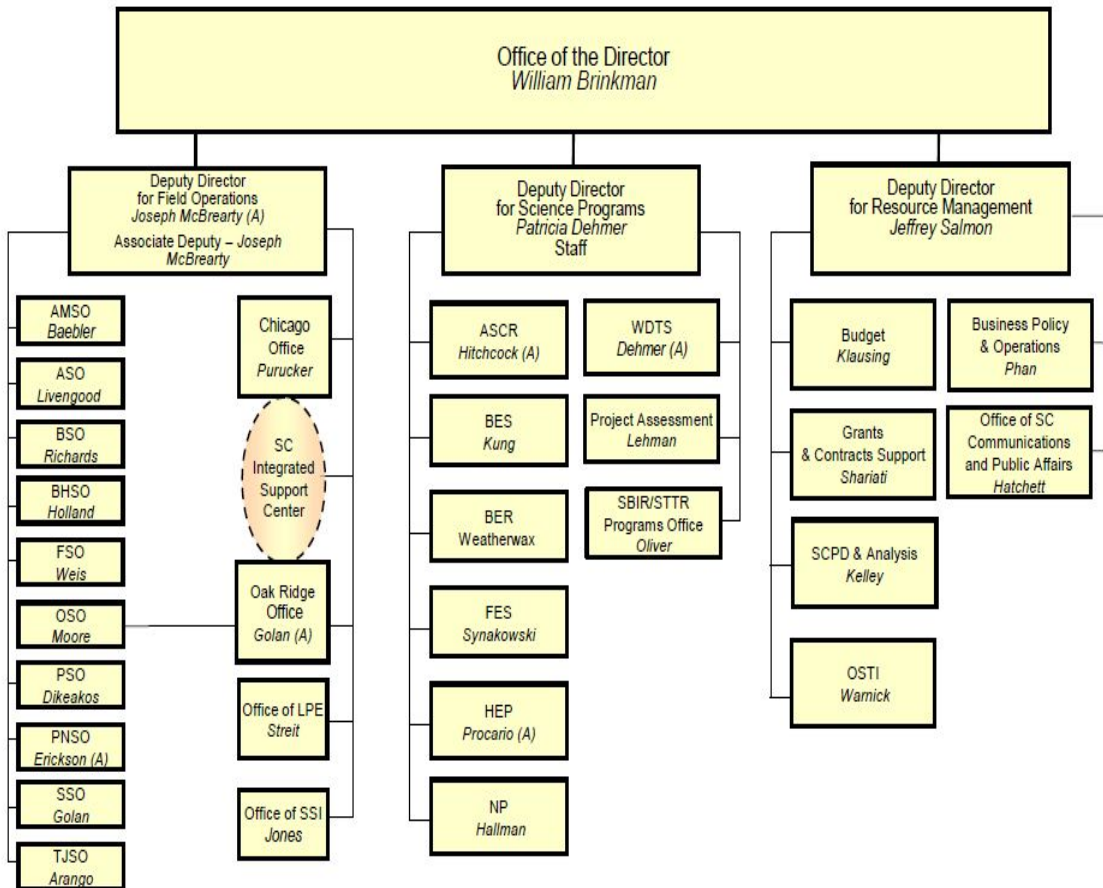 Office of the Director
William Brinkman
Deputy Director
for Field Operations
Joseph McBrearty (A)
Associate Deputy – Joseph
McBrearty
AMSO
Baebler
ASO
Livengood
BSO
Richards
BHSO
Holland
FSO
Weis
OSO
Moore
PSO
Dikeakos
PNSO
Erickson (A)
SSO
Golan
TJSO
Arango
Chicago
Office
Purucker
SC
Integrated
Support
Center
Oak Ridge
Office
Golan (A)
Office of LPE
Streit
Office of SSI
Jones
Deputy Director
for Science Programs
Patricia Dehmer
Staff
ASCR
Hitchcock (A)
BES
Kung
BER
Weatherwax
FES
Synakowski
HEP
Procario (A)
NP
Hallman
WDTS
Dehmer (A)
Project Assessment
Lehman
SBIR/STTR
Programs Office
Oliver
Deputy Director
for Resource Management
Jeffrey Salmon
Budget
Klausing
Grants
& Contracts Support
Shariati
SCPD & Analysis
Kelley
OSTI
Warnick
Business Policy
& Operations
Phan
Office of SC
Communications
and Public Affairs
Hatchett